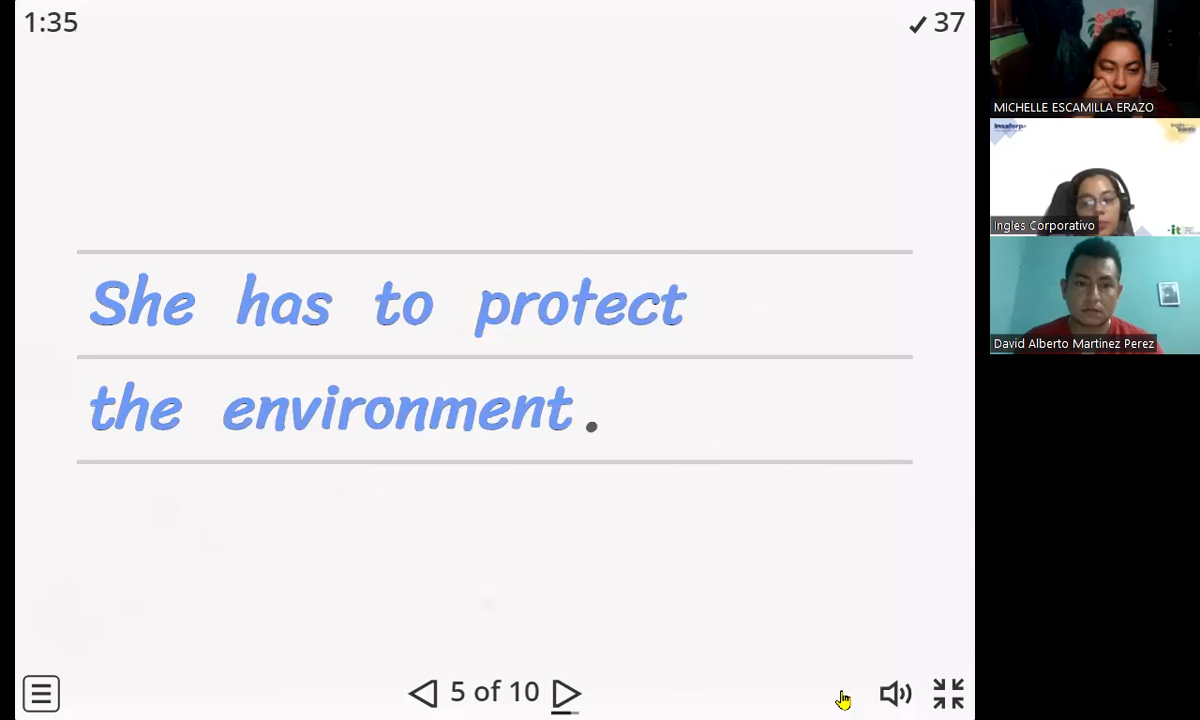 1:35
37
She has to protect
the environment.
5 of 10
MICHELLE ESCAMILLA ERAZO
Ingles Corporativo
David Alberto Martinez Perez